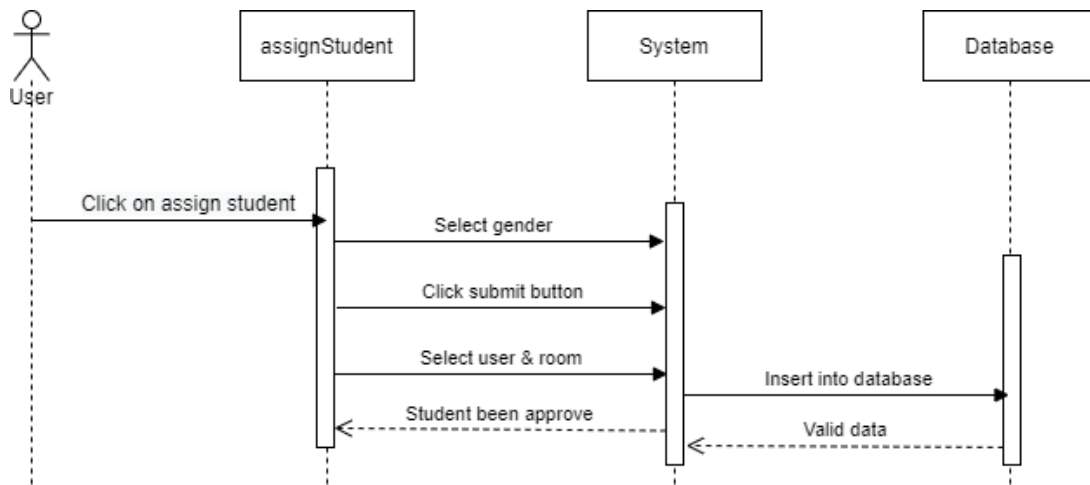 assignStudent
System
Database
User
Click on assign student
Select gender
Click submit button
Select user & room
Insert into database
Student been approve
Valid data